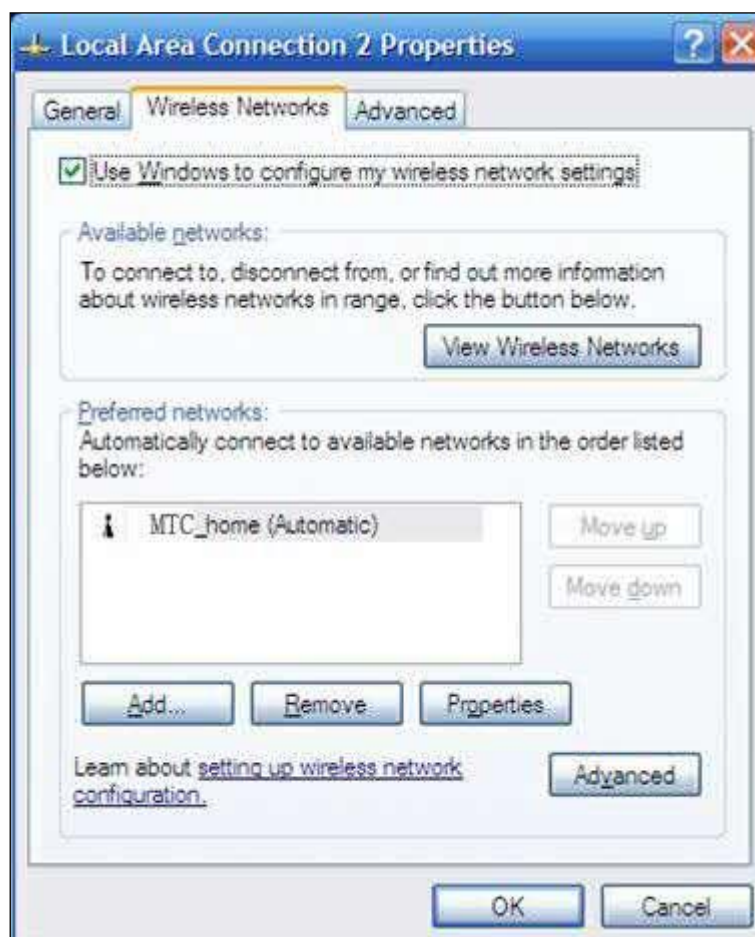 Local Area Connection 2 Properties
General Wireless Networks Advanced
Use Windows to configure my wireless network settings
Available networks:
To connect to, disconnect from, or find out more information
about wireless networks in range, click the button below.
View Wireless Networks
Preferred networks:
Automatically connect to available networks in the order listed
below:
MTC_home (Automatic)
Move up
Move down
Add... Remove Properties
Learn about setting up wireless network
configuration.
Advanced
OK Cancel